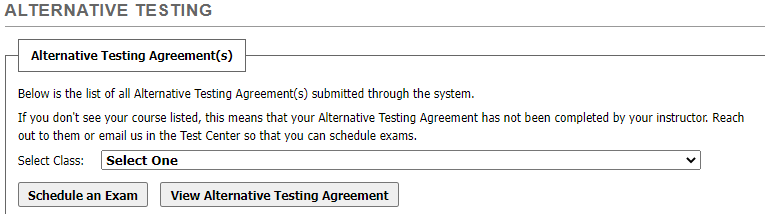 ALTERNATIVE TESTING
Alternative Testing Agreement(s)
Below is the list of all Alternative Testing Agreement(s) submitted through the system.
If you don't see your course listed, this means that your Alternative Testing Agreement has not been completed by your instructor. Reach
out to them or email us in the Test Center so that you can schedule exams.
Select Class: Select One
Schedule an Exam View Alternative Testing Agreement